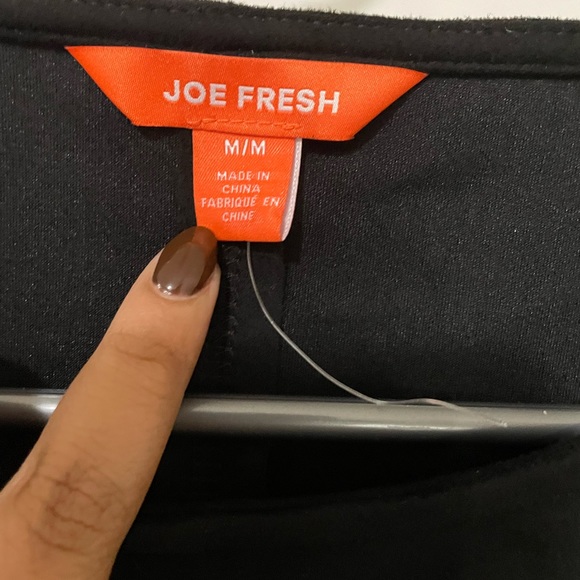 JOE FRESH
M/M
MADE IN
CHINA
FABRIQUÉ EN
CHINE